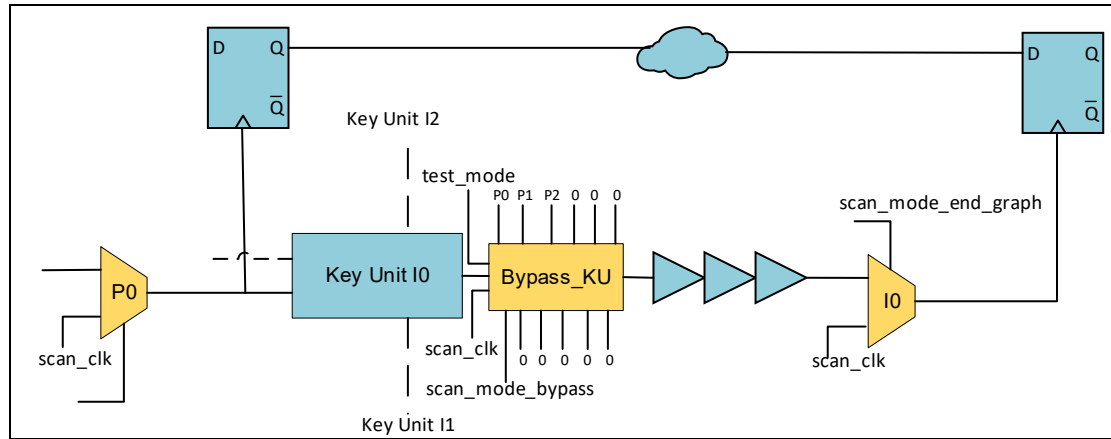 D Q
Q
D Q
Q
Key Unit I2
test_mode
P0 P1 P2 0 0 0
scan_mode_end_graph
P0
Key Unit I0
Bypass_KU
I0
scan_clk
scan_clk
0 0 0 0 0
scan_clk
scan_mode_bypass
Key Unit I1